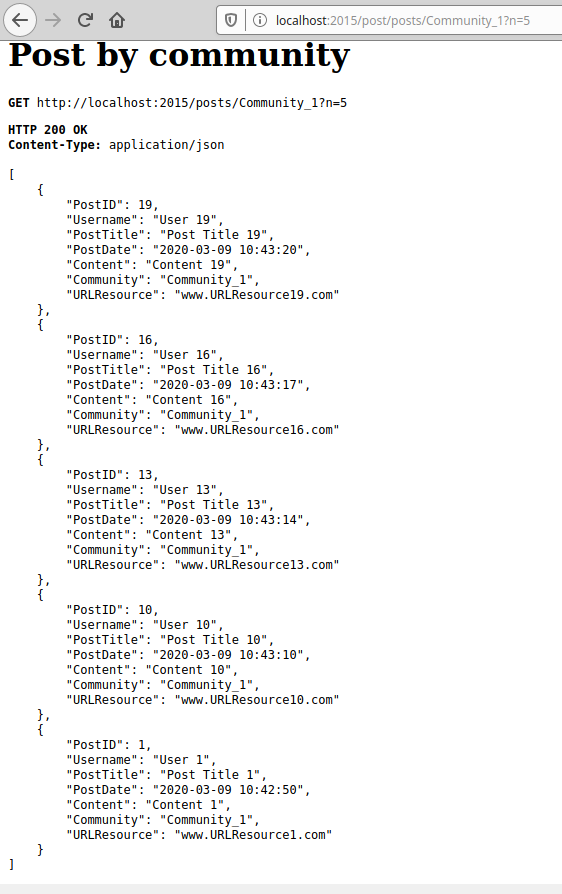 localhost:2015/post/posts/Community_1?n=5
Post by community
GET http://localhost:2015/posts/Community_1?n=5
HTTP 200 OK
Content-Type: application/json
[
    {
        "PostID": 19,
        "Username": "User 19",
        "PostTitle": "Post Title 19",
        "PostDate": "2020-03-09 10:43:20",
        "Content": "Content 19",
        "Community": "Community_1",
        "URLResource": "www.URLResource19.com"
    },
    {
        "PostID": 16,
        "Username": "User 16",
        "PostTitle": "Post Title 16",
        "PostDate": "2020-03-09 10:43:17",
        "Content": "Content 16",
        "Community": "Community_1",
        "URLResource": "www.URLResource16.com"
    },
    {
        "PostID": 13,
        "Username": "User 13",
        "PostTitle": "Post Title 13",
        "PostDate": "2020-03-09 10:43:14",
        "Content": "Content 13",
        "Community": "Community_1",
        "URLResource": "www.URLResource13.com"
    },
    {
        "PostID": 10,
        "Username": "User 10",
        "PostTitle": "Post Title 10",
        "PostDate": "2020-03-09 10:43:10",
        "Content": "Content 10",
        "Community": "Community_1",
        "URLResource": "www.URLResource10.com"
    },
    {
        "PostID": 1,
        "Username": "User 1",
        "PostTitle": "Post Title 1",
        "PostDate": "2020-03-09 10:42:50",
        "Content": "Content 1",
        "Community": "Community_1",
        "URLResource": "www.URLResource1.com"
    }
]